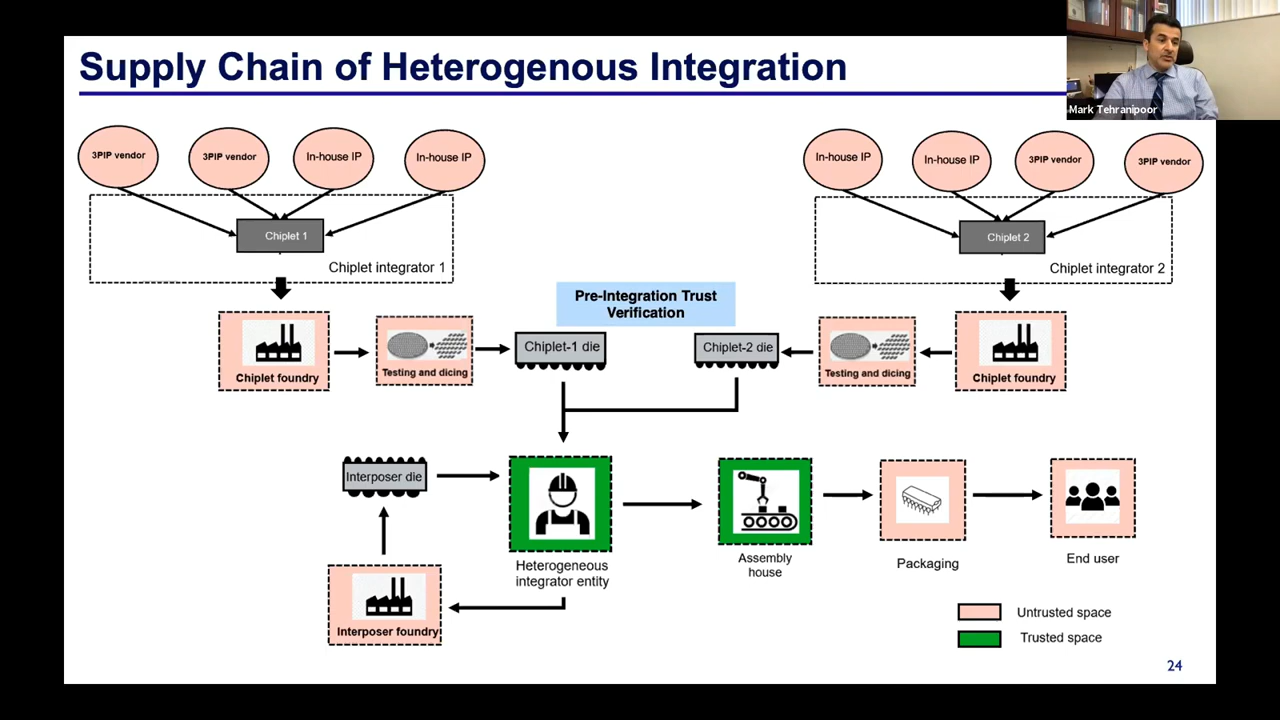 Supply Chain of Heterogenous Integration
Mark Tehranipoor
3PIP vendor
3PIP vendor
In-house IP
In-house IP
In-house IP
In-house IP
3PIP vendor
3PIP vendor
Chiplet 1
Chiplet integrator 1
Chiplet 2
Chiplet integrator 2
Pre-Integration Trust
Verification
Chiplet foundry
Testing and dicing
Chiplet-1 die
Chiplet-2 die
Testing and dicing
Chiplet foundry
Interposer die
Heterogeneous
integrator entity
Assembly
house
Packaging
End user
Interposer foundry
Untrusted space
Trusted space
24